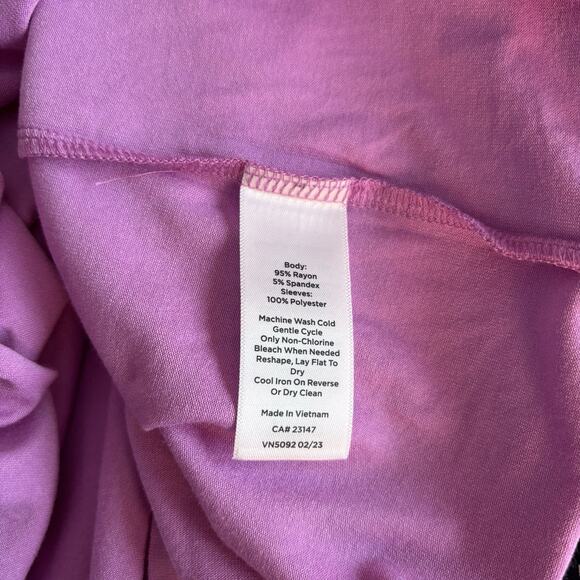 Body:
95% Rayon
5% Spandex
Sleeves:
100% Polyester
Machine Wash Cold
Gentle Cycle
Only Non-Chlorine
Bleach When Needed
Reshape, Lay Flat To
Dry
Cool Iron On Reverse
Or Dry Clean
Made In Vietnam
CA# 23147
VN5092 02/23